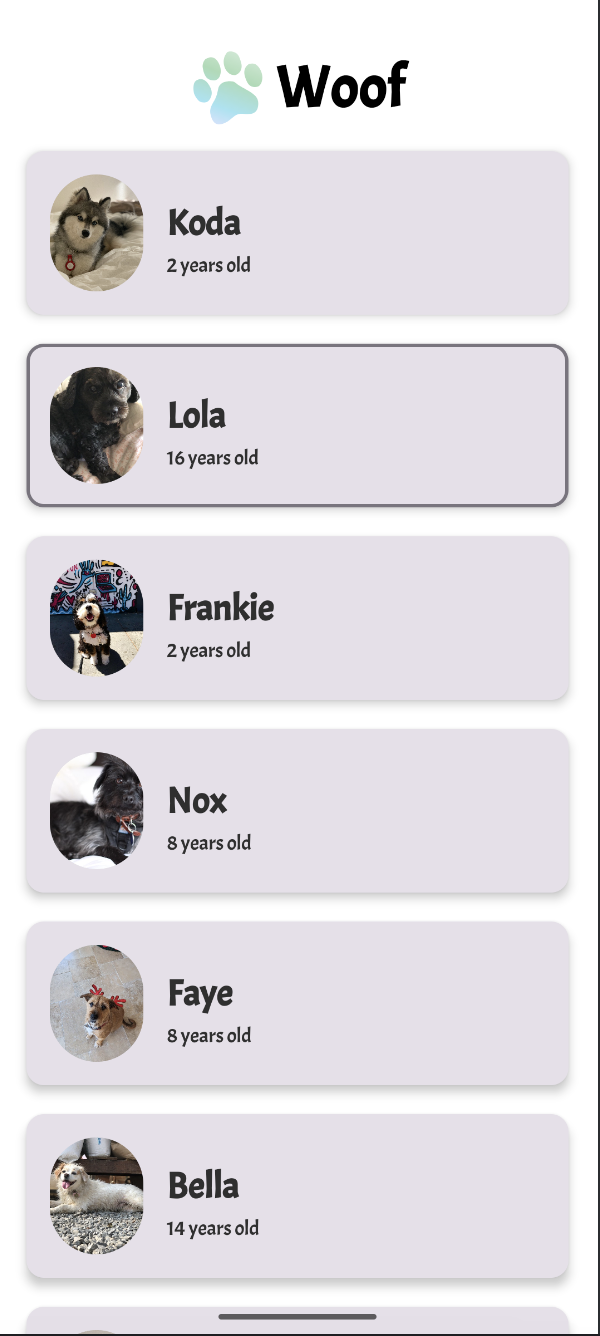 Woof
Koda
2 years old
Lola
16 years old
Frankie
2 years old
Nox
8 years old
Faye
8 years old
Bella
14 years old